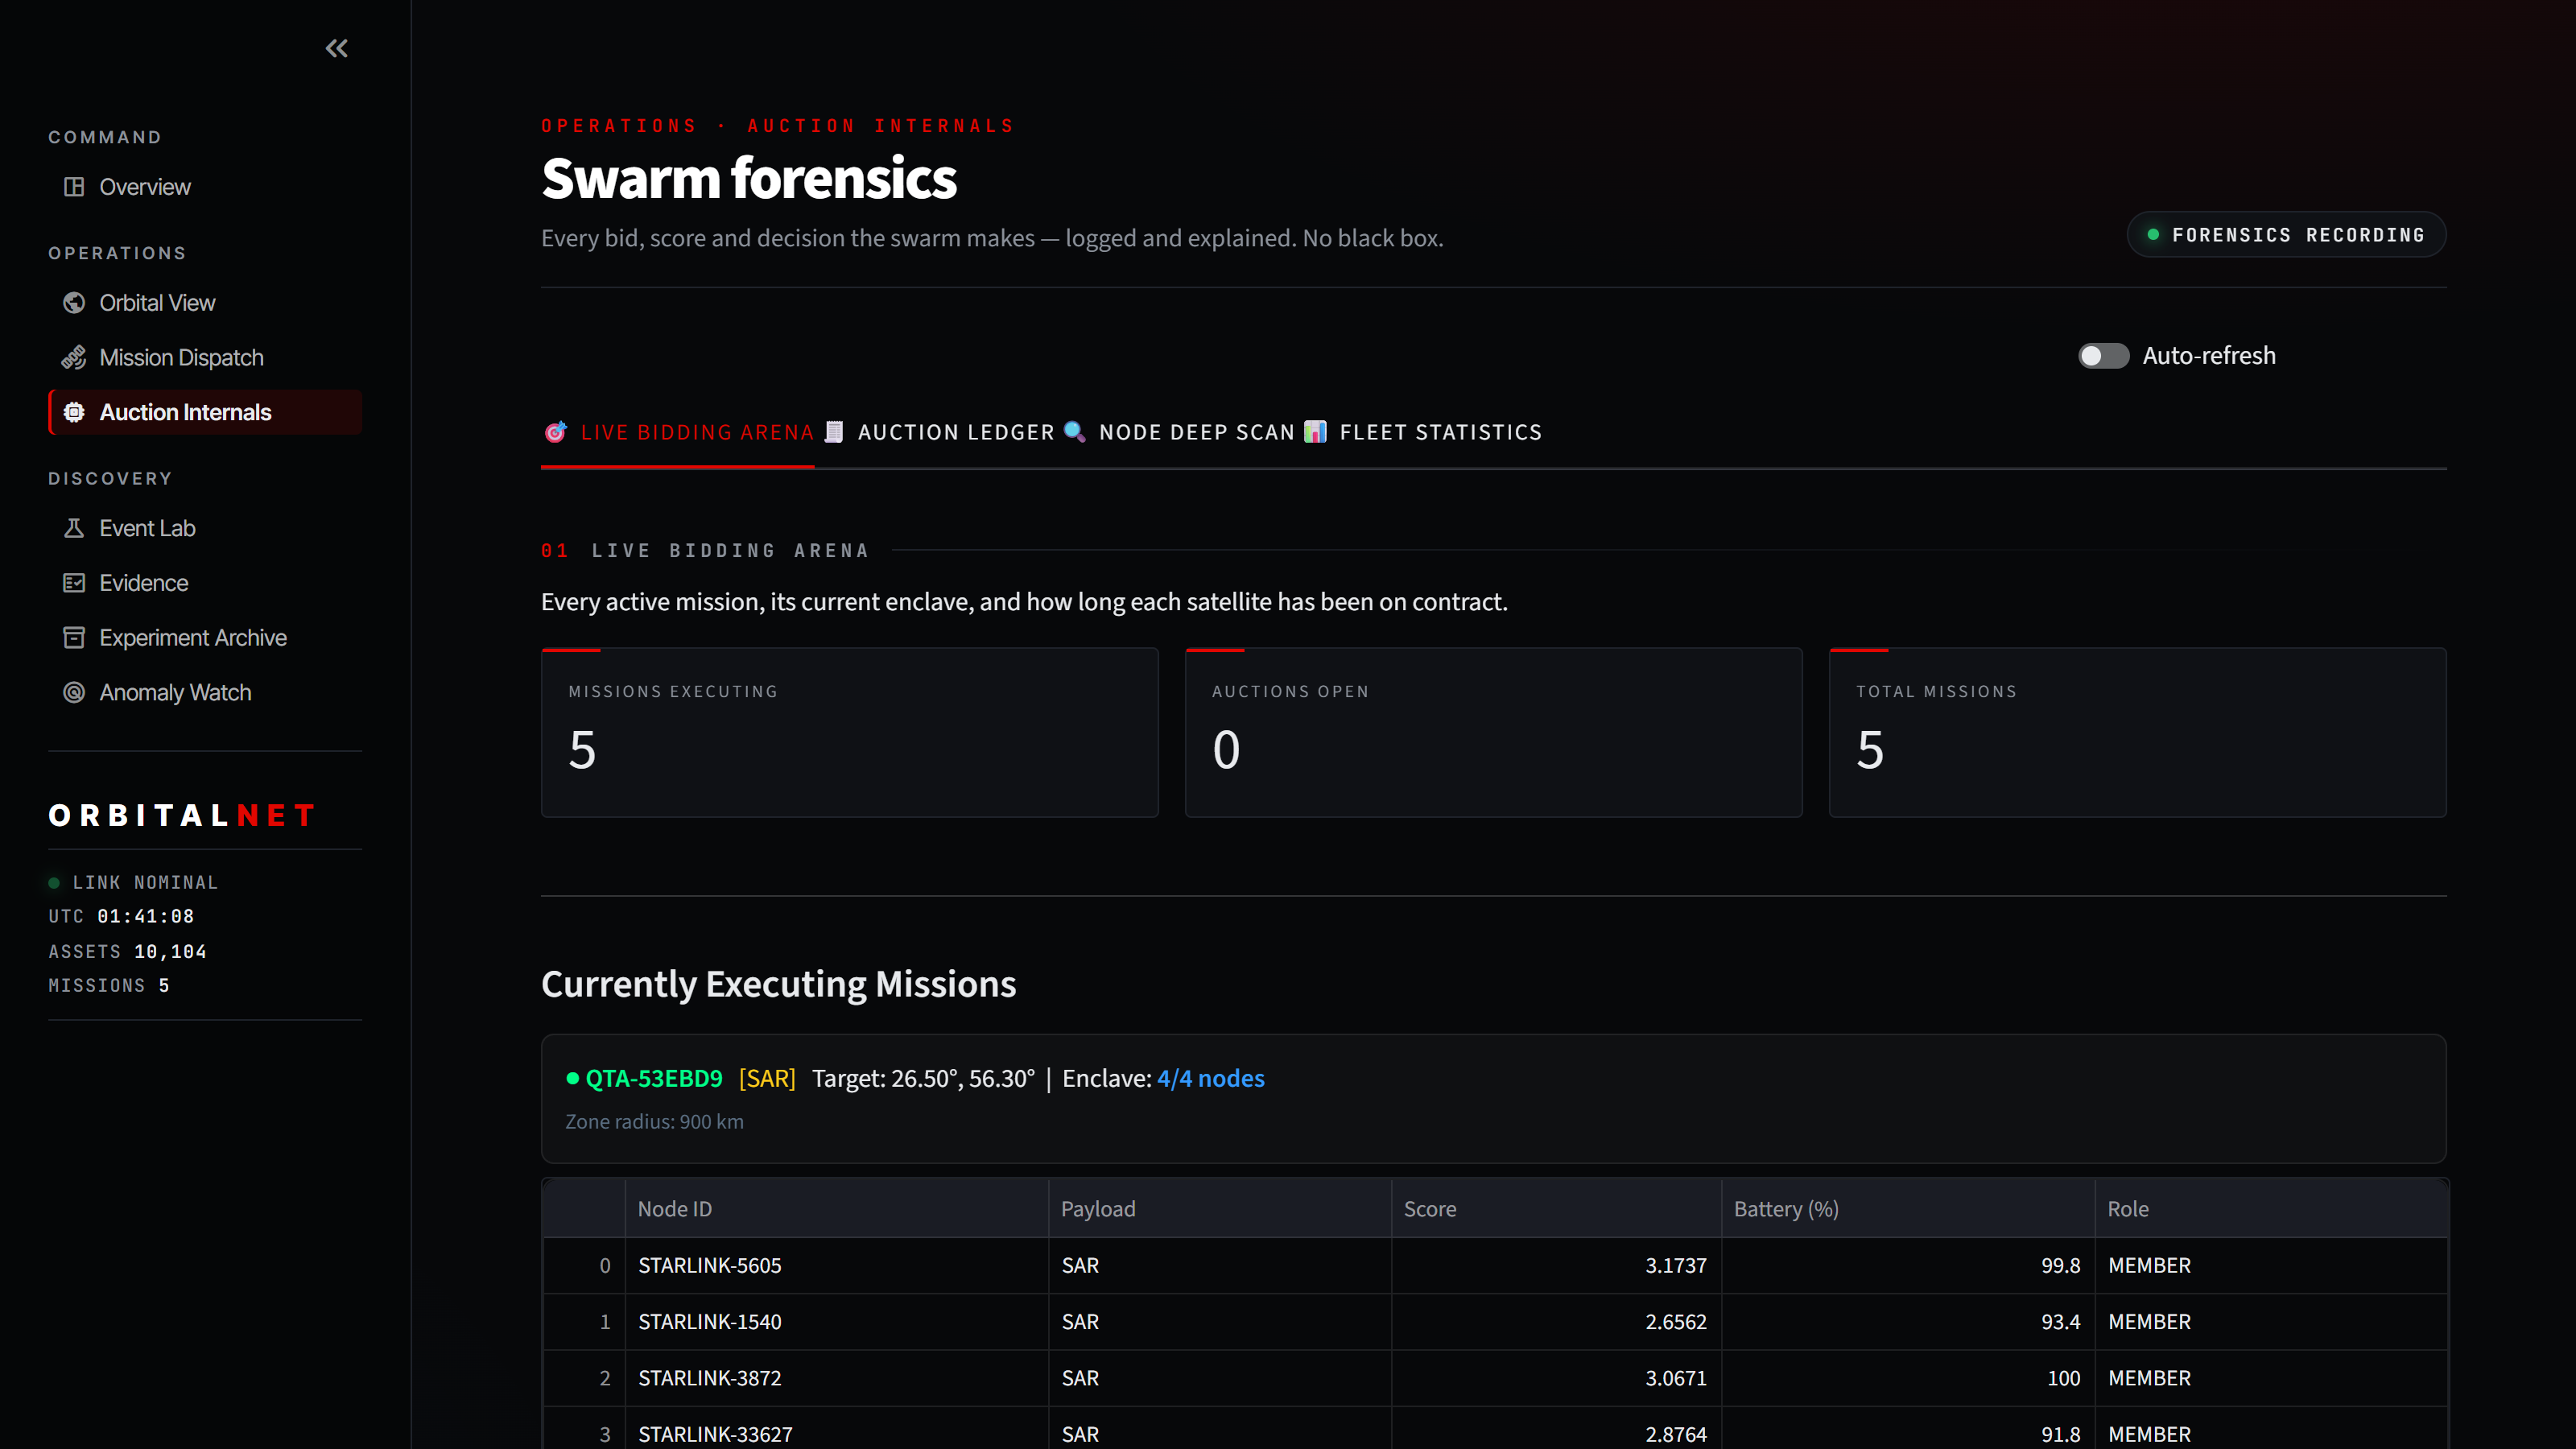 COMMAND
Overview
OPERATIONS
Orbital View
Mission Dispatch
Auction Internals
DISCOVERY
Event Lab
Evidence
Experiment Archive
Anomaly Watch
ORBITALNET
LINK NOMINAL
UTC 01:41:08
ASSETS 10,104
MISSIONS 5
OPERATIONS · AUCTION INTERNALS
Swarm forensics
Every bid, score and decision the swarm makes — logged and explained. No black box.
FORENSICS RECORDING
Auto-refresh
LIVE BIDDING ARENA AUCTION LEDGER NODE DEEP SCAN FLEET STATISTICS
01 LIVE BIDDING ARENA
Every active mission, its current enclave, and how long each satellite has been on contract.
MISSIONS EXECUTING
5
AUCTIONS OPEN
0
TOTAL MISSIONS
5
Currently Executing Missions
QTA-53EBD9 [SAR] Target: 26.50°, 56.30° | Enclave: 4/4 nodes
Zone radius: 900 km
Node ID Payload Score Battery (%) Role
0 STARLINK-5605 SAR 3.1737 99.8 MEMBER
1 STARLINK-1540 SAR 2.6562 93.4 MEMBER
2 STARLINK-3872 SAR 3.0671 100 MEMBER
3 STARLINK-33627 SAR 2.8764 91.8 MEMBER